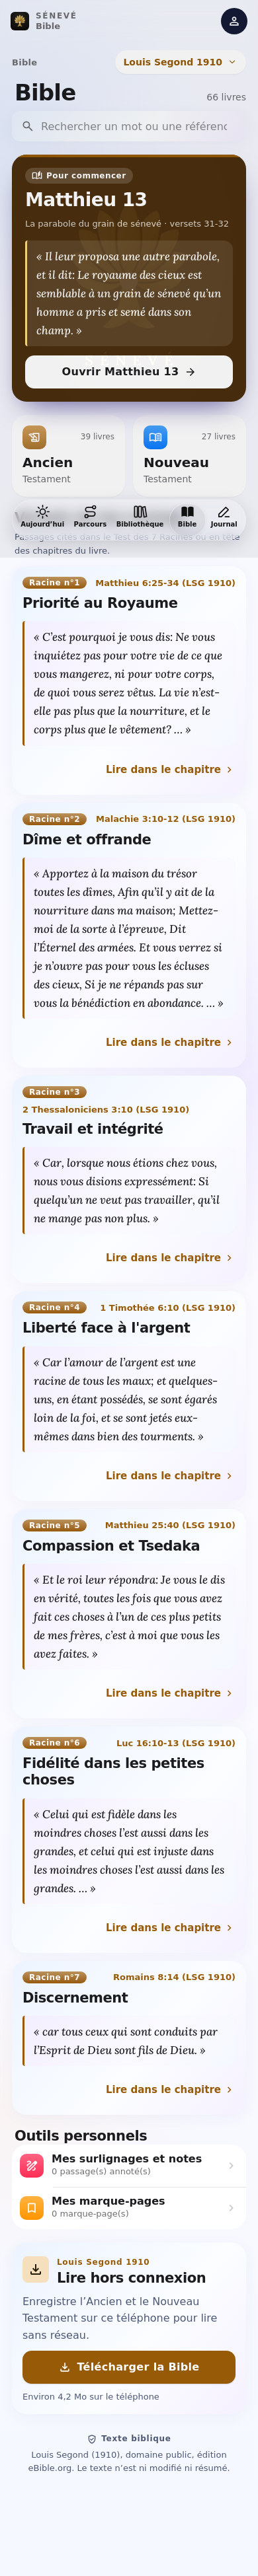 SÉNEVÉ
Bible
Bible
Louis Segond 1910
Bible
66 livres
Rechercher un mot ou une référenc
Pour commencer
Matthieu 13
La parabole du grain de sénevé · versets 31-32
« Il leur proposa une autre parabole,
et il dit: Le royaume des cieux est
semblable à un grain de sénevé qu’un
homme a pris et semé dans son
champ. »
Ouvrir Matthieu 13
39 livres
Ancien
Testament
27 livres
Nouveau
Testament
Aujourd’hui
Parcours
Bibliothèque
Bible
Journal
Passages cités dans le Test des 7 Racines ou en tête
des chapitres du livre.
Racine n°1
Matthieu 6:25-34 (LSG 1910)
Priorité au Royaume
« C’est pourquoi je vous dis: Ne vous
inquiétez pas pour votre vie de ce que
vous mangerez, ni pour votre corps,
de quoi vous serez vêtus. La vie n’est-
elle pas plus que la nourriture, et le
corps plus que le vêtement? ... »
Lire dans le chapitre
Racine n°2
Malachie 3:10-12 (LSG 1910)
Dîme et offrande
« Apportez à la maison du trésor
toutes les dîmes, Afin qu’il y ait de la
nourriture dans ma maison; Mettez-
moi de la sorte à l’épreuve, Dit
l’Éternel des armées. Et vous verrez si
je n’ouvre pas pour vous les écluses
des cieux, Si je ne répands pas sur
vous la bénédiction en abondance. ... »
Lire dans le chapitre
Racine n°3
2 Thessaloniciens 3:10 (LSG 1910)
Travail et intégrité
« Car, lorsque nous étions chez vous,
nous vous disions expressément: Si
quelqu’un ne veut pas travailler, qu’il
ne mange pas non plus. »
Lire dans le chapitre
Racine n°4
1 Timothée 6:10 (LSG 1910)
Liberté face à l'argent
« Car l’amour de l’argent est une
racine de tous les maux; et quelques-
uns, en étant possédés, se sont égarés
loin de la foi, et se sont jetés eux-
mêmes dans bien des tourments. »
Lire dans le chapitre
Racine n°5
Matthieu 25:40 (LSG 1910)
Compassion et Tsedaka
« Et le roi leur répondra: Je vous le dis
en vérité, toutes les fois que vous avez
fait ces choses à l’un de ces plus petits
de mes frères, c’est à moi que vous les
avez faites. »
Lire dans le chapitre
Racine n°6
Luc 16:10-13 (LSG 1910)
Fidélité dans les petites
choses
« Celui qui est fidèle dans les
moindres choses l’est aussi dans les
grandes, et celui qui est injuste dans
les moindres choses l’est aussi dans les
grandes. ... »
Lire dans le chapitre
Racine n°7
Romains 8:14 (LSG 1910)
Discernement
« car tous ceux qui sont conduits par
l’Esprit de Dieu sont fils de Dieu. »
Lire dans le chapitre
Outils personnels
Mes surlignages et notes
0 passage(s) annoté(s)
Mes marque-pages
0 marque-page(s)
Louis Segond 1910
Lire hors connexion
Enregistre l’Ancien et le Nouveau
Testament sur ce téléphone pour lire
sans réseau.
Télécharger la Bible
Environ 4,2 Mo sur le téléphone
Texte biblique
Louis Segond (1910), domaine public, édition
eBible.org. Le texte n’est ni modifié ni résumé.